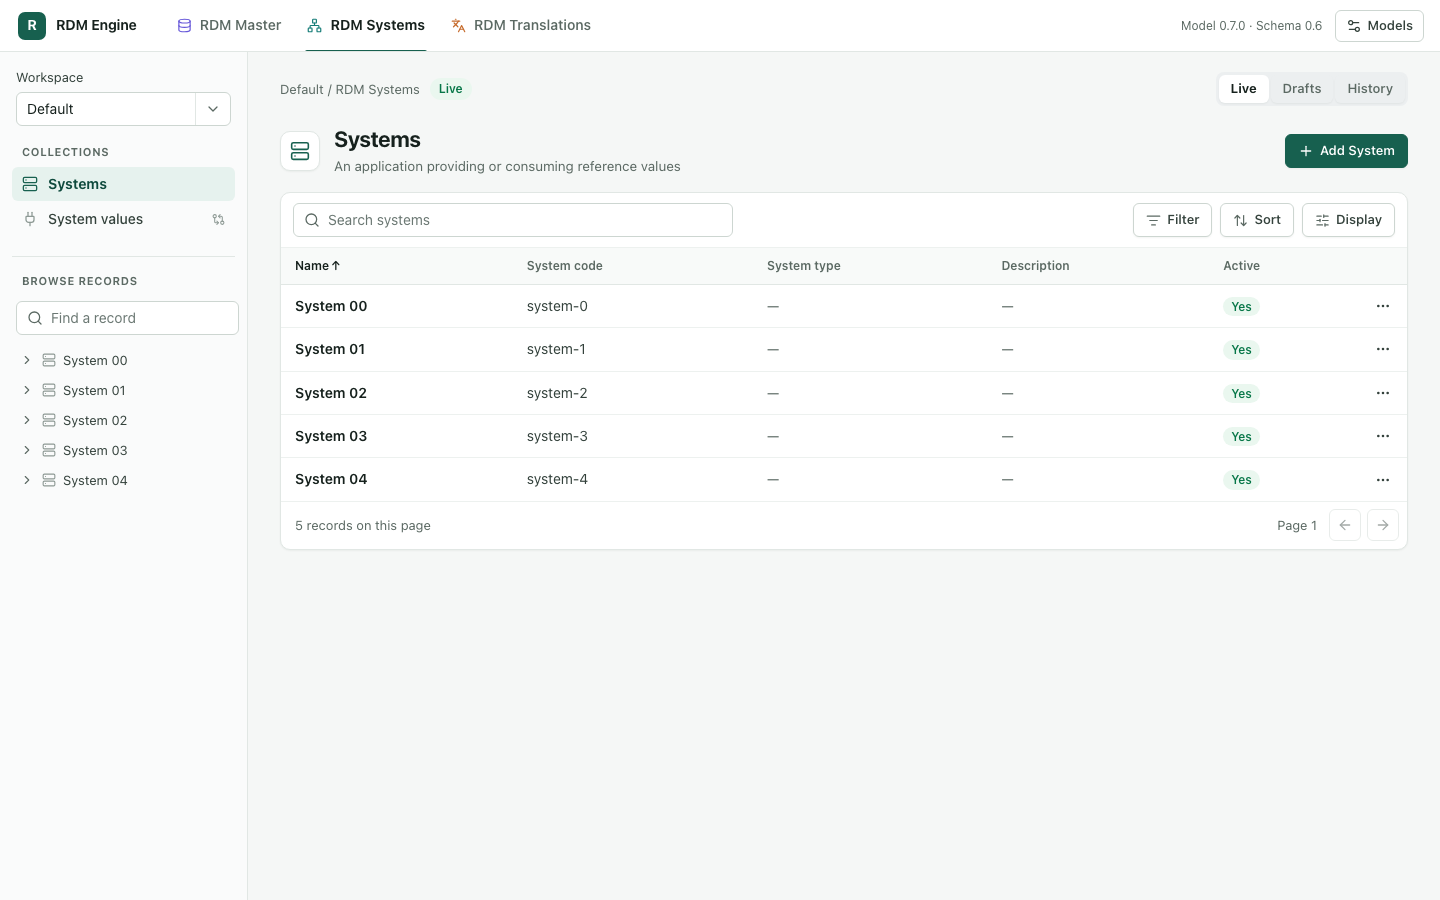 R RDM Engine RDM Master RDM Systems RDM Translations Model 0.7.0 · Schema 0.6 Models
Workspace
Default
COLLECTIONS
Systems
System values
BROWSE RECORDS
Find a record
System 00
System 01
System 02
System 03
System 04
Default / RDM Systems Live Live Drafts History
Systems
An application providing or consuming reference values
+ Add System
Search systems Filter Sort Display
Name ↑ System code System type Description Active
System 00 system-0 — — Yes ···
System 01 system-1 — — Yes ···
System 02 system-2 — — Yes ···
System 03 system-3 — — Yes ···
System 04 system-4 — — Yes ···
5 records on this page Page 1 ← →